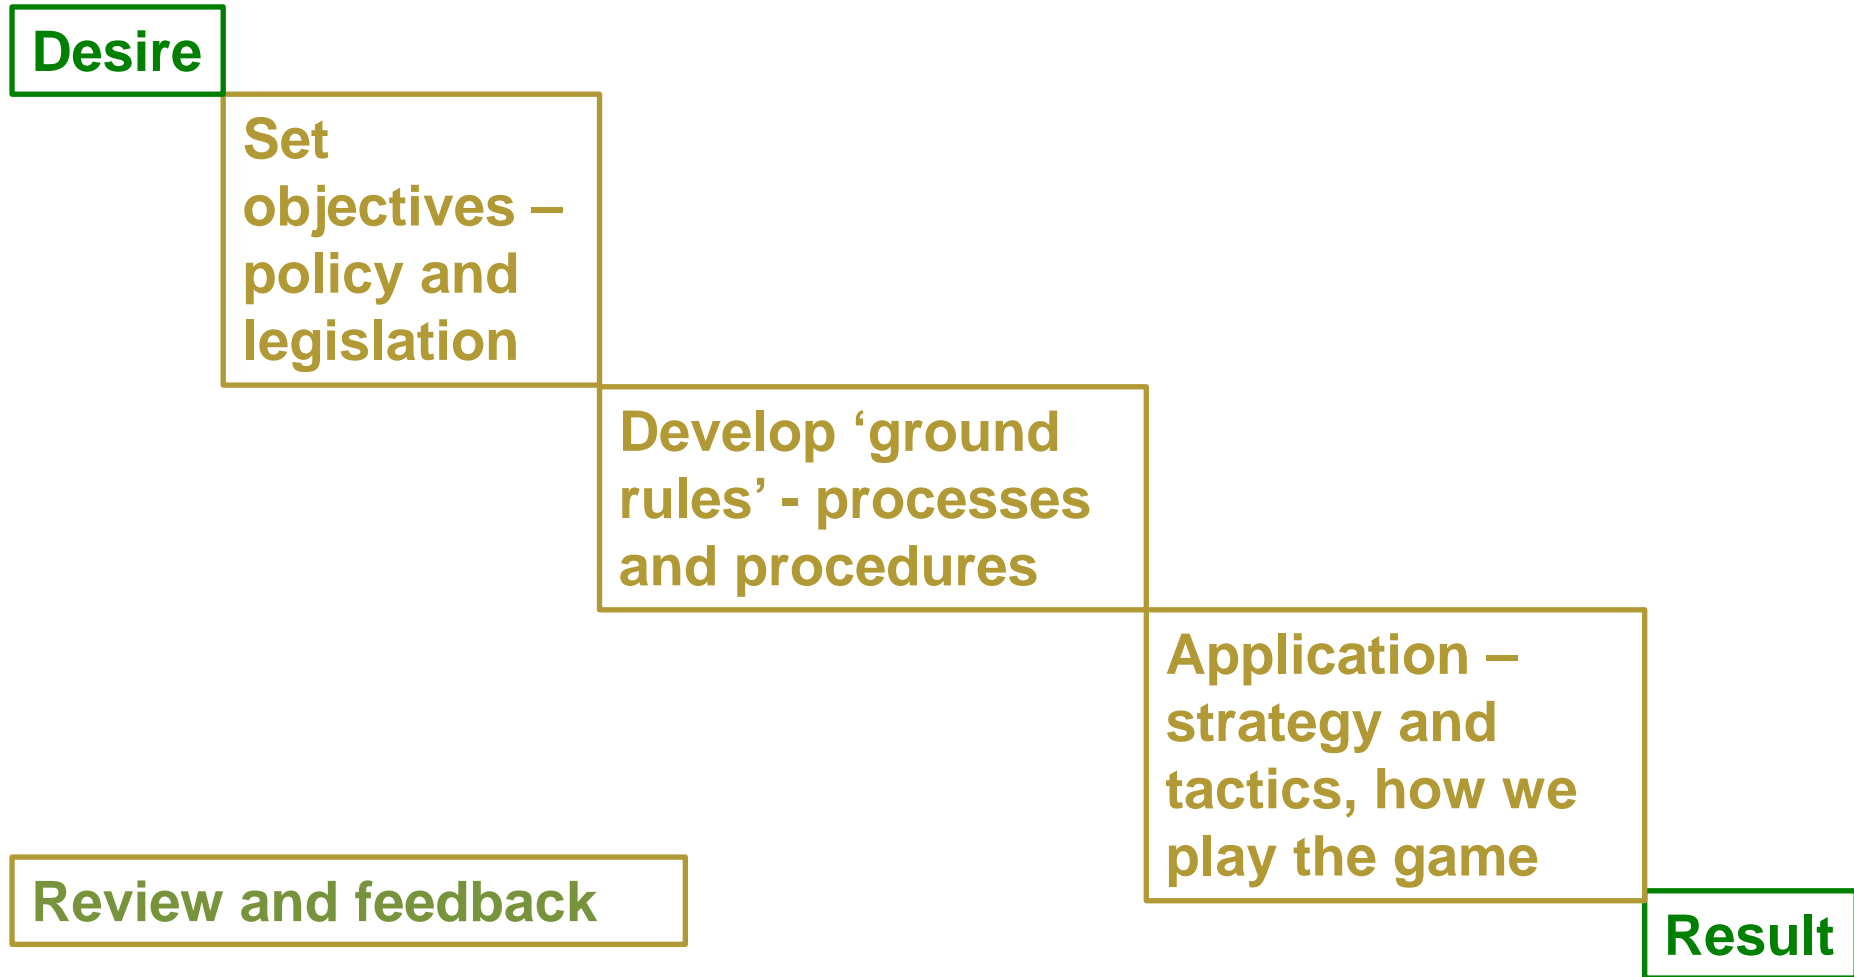 Desire
Set
objectives –
policy and
legislation
Develop ‘ground
rules’ - processes
and procedures
Application –
strategy and
tactics, how we
play the game
Review and feedback
Result